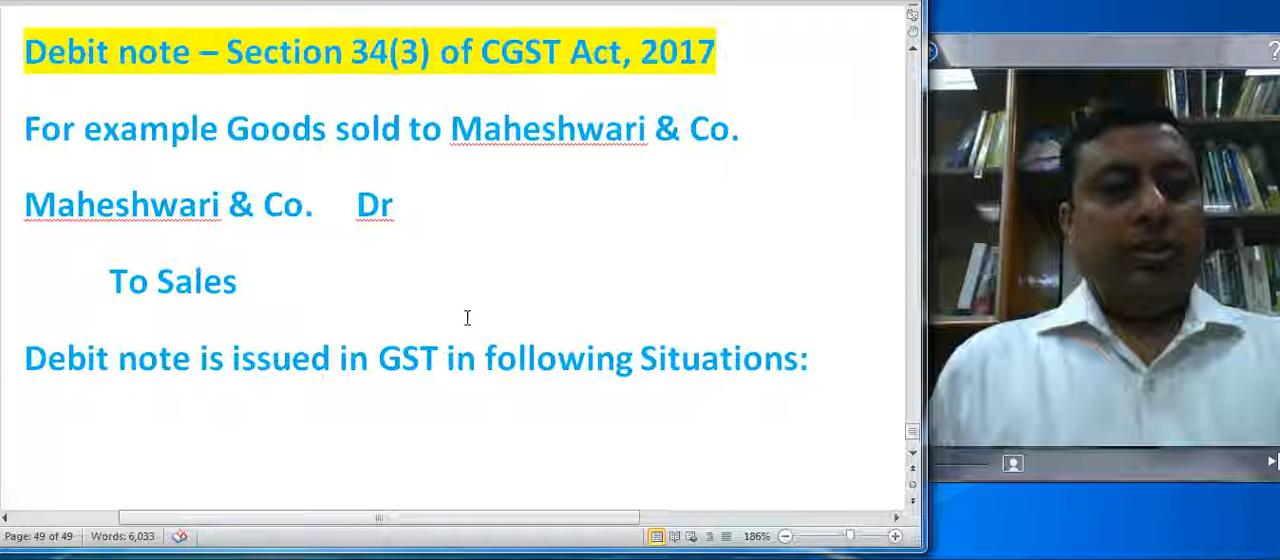 Debit note – Section 34(3) of CGST Act, 2017
For example Goods sold to Maheshwari & Co.
Maheshwari & Co. Dr
To Sales
Debit note is issued in GST in following Situations:
Page: 49 of 49 Words: 6,033 186%
?